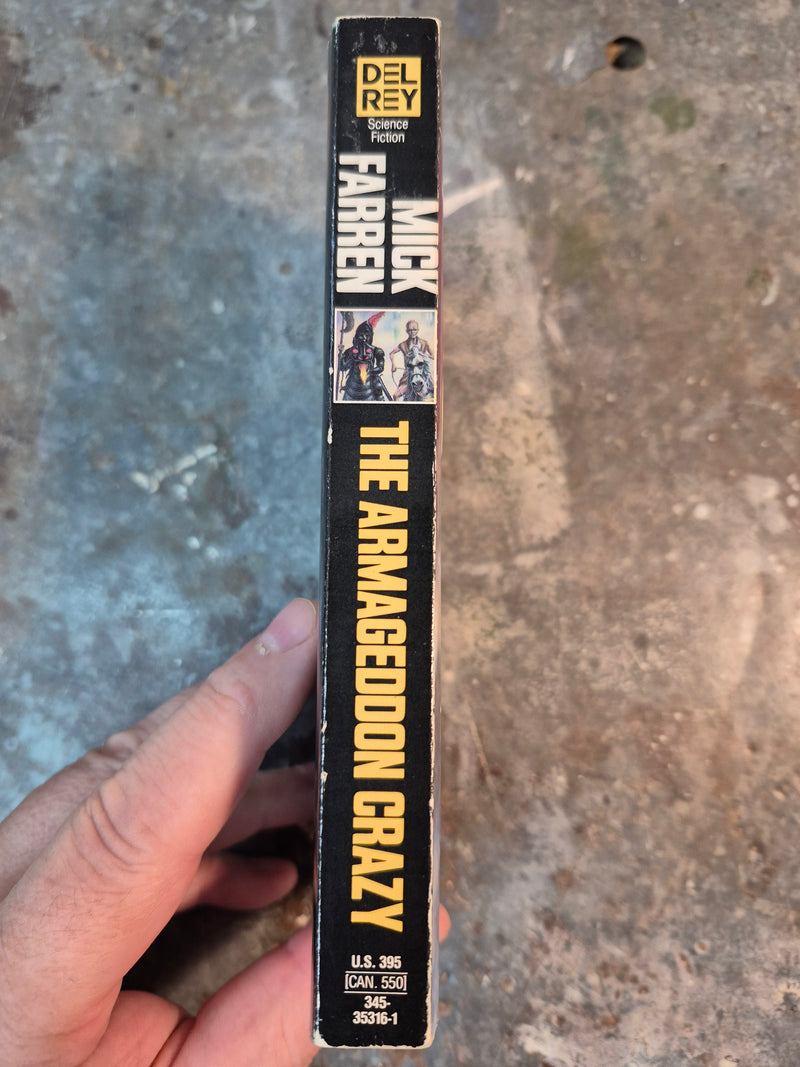 DEL
REY
Science
Fiction
MICK
FARREN
THE ARMAGEDDON CRAZY
U.S. 395
[CAN. 550]
345-
35316-1